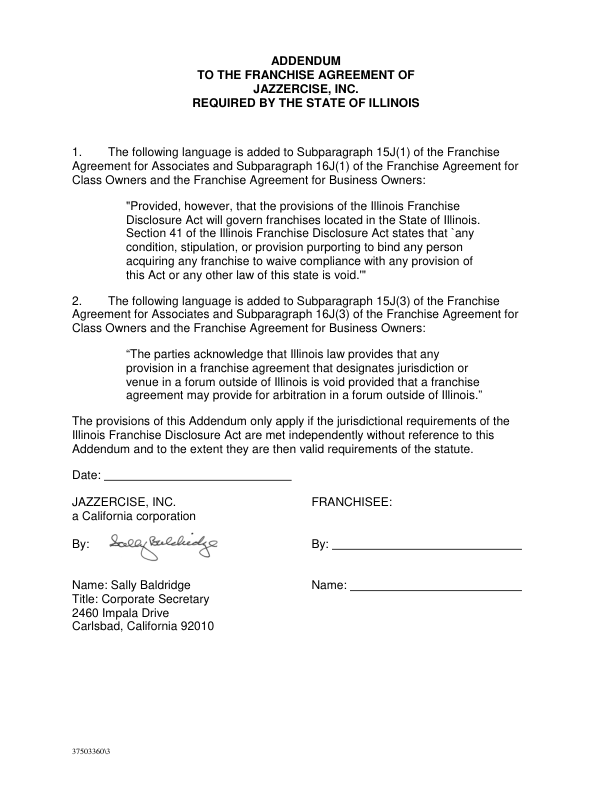 ADDENDUM
TO THE FRANCHISE AGREEMENT OF
JAZZERCISE, INC.
REQUIRED BY THE STATE OF ILLINOIS
1. The following language is added to Subparagraph 15J(1) of the Franchise
Agreement for Associates and Subparagraph 16J(1) of the Franchise Agreement for
Class Owners and the Franchise Agreement for Business Owners:
"Provided, however, that the provisions of the Illinois Franchise
Disclosure Act will govern franchises located in the State of Illinois.
Section 41 of the Illinois Franchise Disclosure Act states that `any
condition, stipulation, or provision purporting to bind any person
acquiring any franchise to waive compliance with any provision of
this Act or any other law of this state is void.'"
2. The following language is added to Subparagraph 15J(3) of the Franchise
Agreement for Associates and Subparagraph 16J(3) of the Franchise Agreement for
Class Owners and the Franchise Agreement for Business Owners:
“The parties acknowledge that Illinois law provides that any
provision in a franchise agreement that designates jurisdiction or
venue in a forum outside of Illinois is void provided that a franchise
agreement may provide for arbitration in a forum outside of Illinois.”
The provisions of this Addendum only apply if the jurisdictional requirements of the
Illinois Franchise Disclosure Act are met independently without reference to this
Addendum and to the extent they are then valid requirements of the statute.
Date:
JAZZERCISE, INC.
a California corporation
FRANCHISEE:
By: Sally Baldridge
By:
Name: Sally Baldridge
Title: Corporate Secretary
2460 Impala Drive
Carlsbad, California 92010
Name:
37503360\3